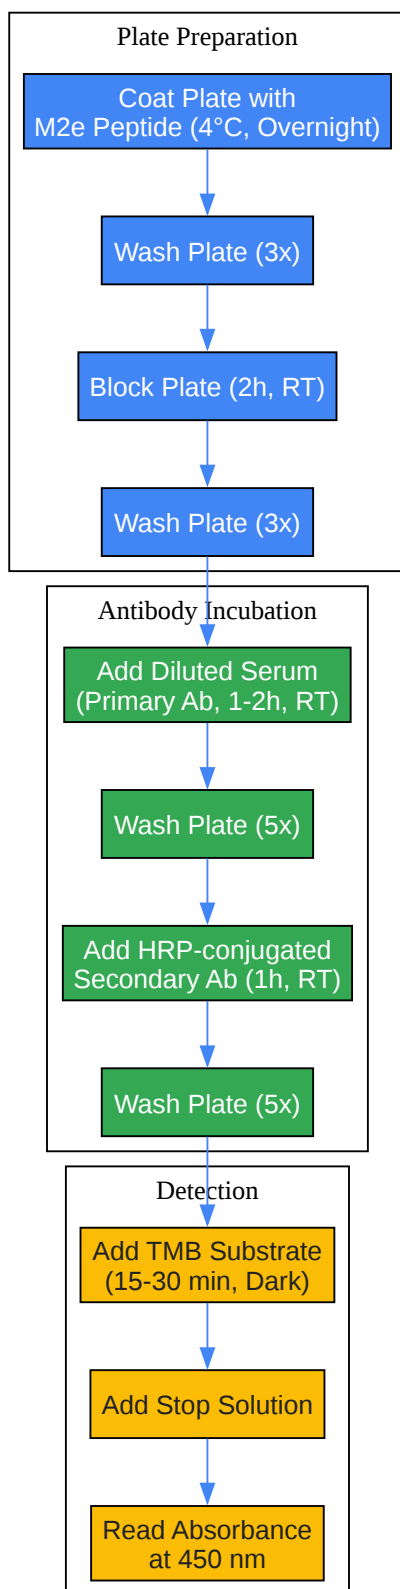 Plate Preparation
Coat Plate with
M2e Peptide (4°C, Overnight)
Wash Plate (3x)
Block Plate (2h, RT)
Wash Plate (3x)
Antibody Incubation
Add Diluted Serum
(Primary Ab, 1-2h, RT)
Wash Plate (5x)
Add HRP-conjugated
Secondary Ab (1h, RT)
Wash Plate (5x)
Detection
Add TMB Substrate
(15-30 min, Dark)
Add Stop Solution
Read Absorbance
at 450 nm